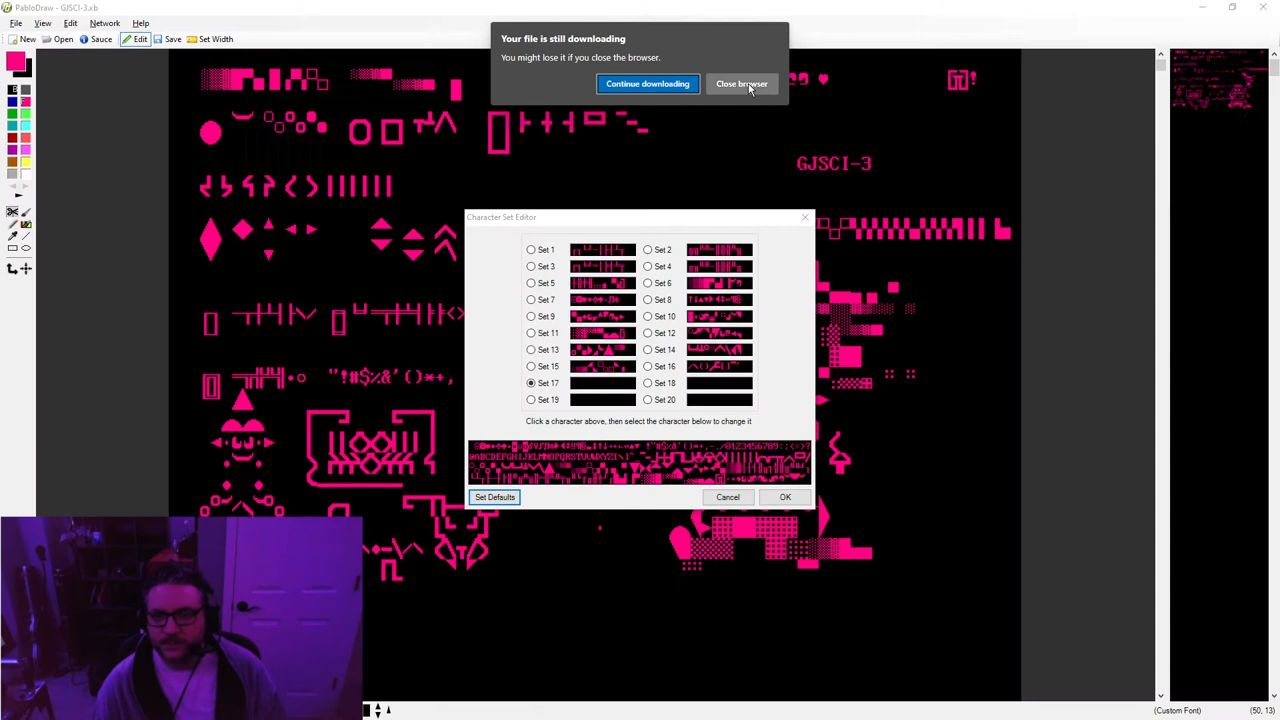 PabloDraw - GJSCI-3.xb
File View Edit Network Help
New Open Sauce Edit Save Set Width
Your file is still downloading
You might lose it if you close the browser.
Continue downloading Close browser
GJSCI-3
Character Set Editor
Set 1 Set 2
Set 3 Set 4
Set 5 Set 6
Set 7 Set 8
Set 9 Set 10
Set 11 Set 12
Set 13 Set 14
Set 15 Set 16
Set 17 Set 18
Set 19 Set 20
Click a character above, then select the character below to change it
"!#$%&'()*+,
Set Defaults Cancel OK
(Custom Font) (50, 13)